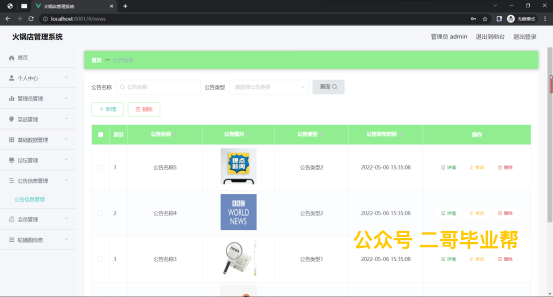 火锅店管理系统
localhost:8081/#/news
无痕模式
火锅店管理系统
管理员 admin 退出到前台 退出登录
首页
个人中心
管理员管理
菜品管理
基础数据管理
论坛管理
公告信息管理
公告信息管理
会员管理
轮播图信息
首页 公告信息
公告名称 公告名称 公告类型 请选择公告类型 查询
+ 新增 删除
索引 公告名称 公告图片 公告类型 公告发布时间 操作
1 公告名称5 公告类型2 2022-05-06 15:35:08 详情 修改 删除
2 公告名称4 BBC WORLD NEWS 公告类型2 2022-05-06 15:35:08 详情 修改 删除
3 公告名称3 公告类型1 2022-05-06 15:35:08 详情 修改 删除
公众号 二哥毕业帮